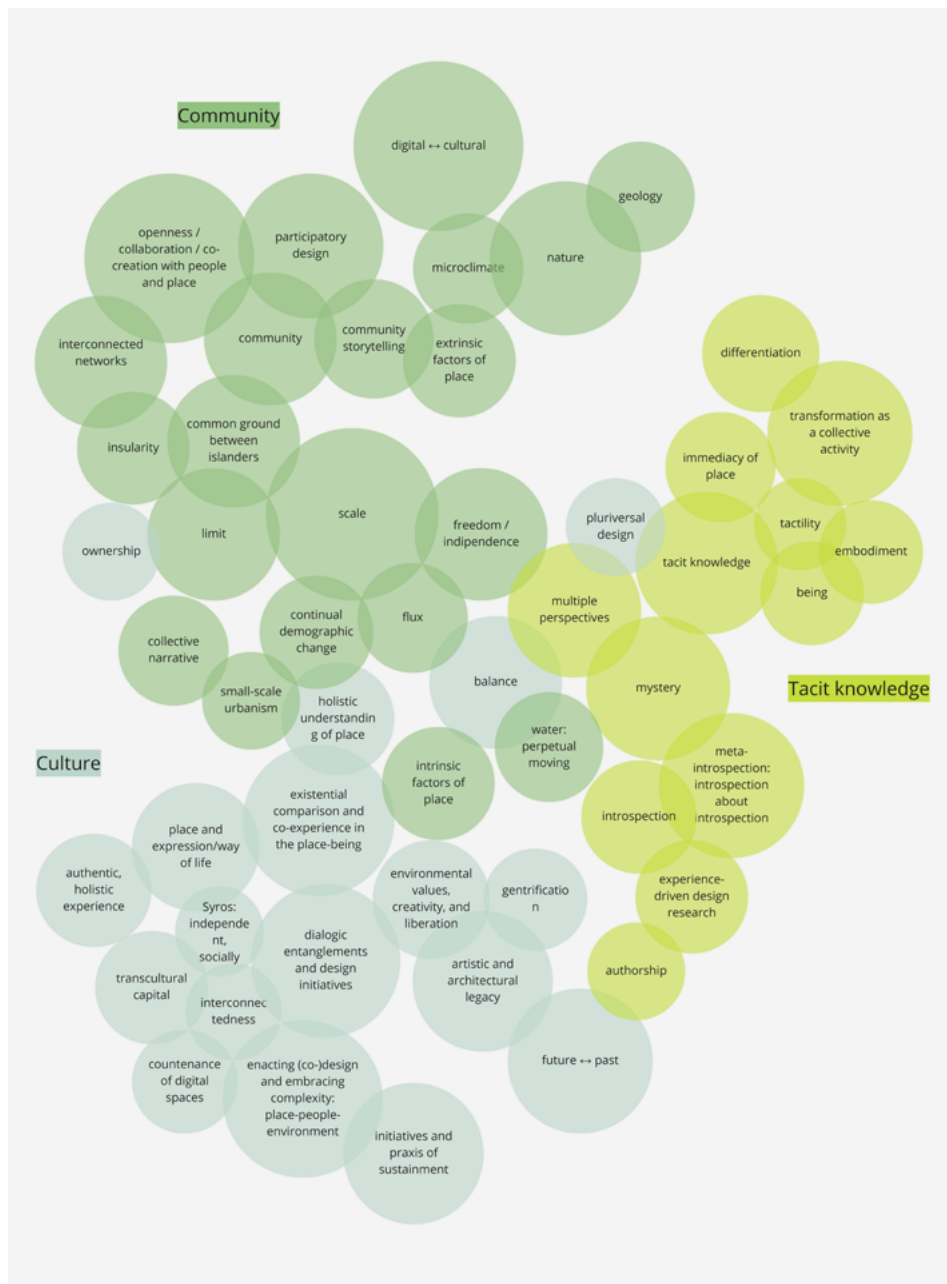 Community
digital ↔ cultural
geology
openness /
collaboration / co-
creation with people
and place
participatory
design
microclimate
nature
interconnected
networks
community
community
storytelling
extrinsic
factors of
place
differentiation
transformation as
a collective
activity
insularity
common ground
between
islanders
immediacy of
place
ownership
limit
scale
freedom /
indipendence
pluriversal
design
tactility
tacit knowledge
embodiment
being
collective
narrative
continual
demographic
change
flux
multiple
perspectives
small-scale
urbanism
holistic
understandin
g of place
balance
mystery
Tacit knowledge
water:
perpetual
moving
Culture
intrinsic
factors of
place
meta-
introspection:
introspection
about
introspection
introspection
existential
comparison and
co-experience in
the place-being
place and
expression/way
of life
authentic,
holistic
experience
environmental
values,
creativity, and
liberation
gentrificatio
n
experience-
driven design
research
Syros:
independe
nt,
socially
dialogic
entanglements
and design
initiatives
artistic and
architectural
legacy
authorship
transcultural
capital
interconnec
tedness
future ↔ past
countenance
of digital
spaces
enacting (co-)design
and embracing
complexity:
place-people-
environment
initiatives and
praxis of
sustainment